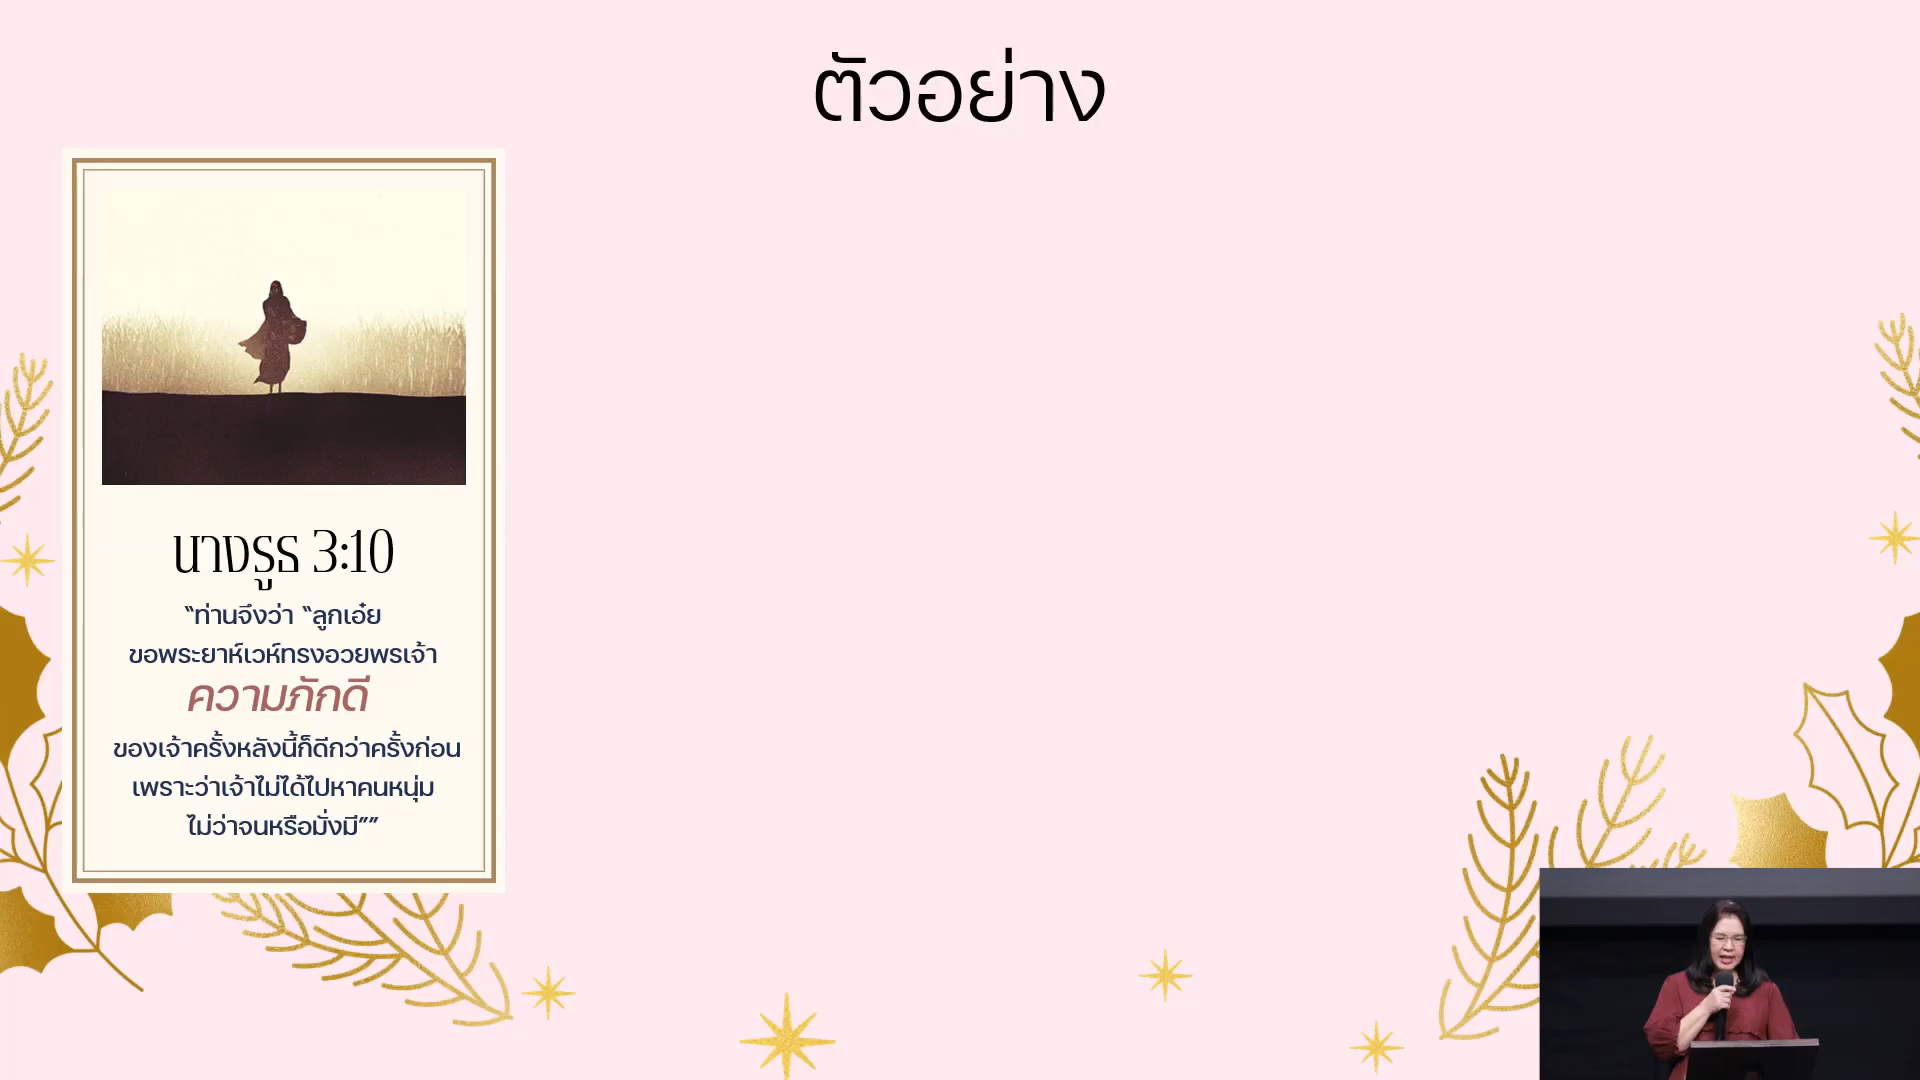 ตัวอย่าง
นางรูธ 3:10
“ท่านจึงว่า “ลูกเอ๋ย
ขอพระยาห์เวห์ทรงอวยพรเจ้า
ความภักดี
ของเจ้าครั้งหลังนี้ก็ดีกว่าครั้งก่อน
เพราะว่าเจ้าไม่ได้ไปหาคนหนุ่ม
ไม่ว่าจนหรือมั่งมี””